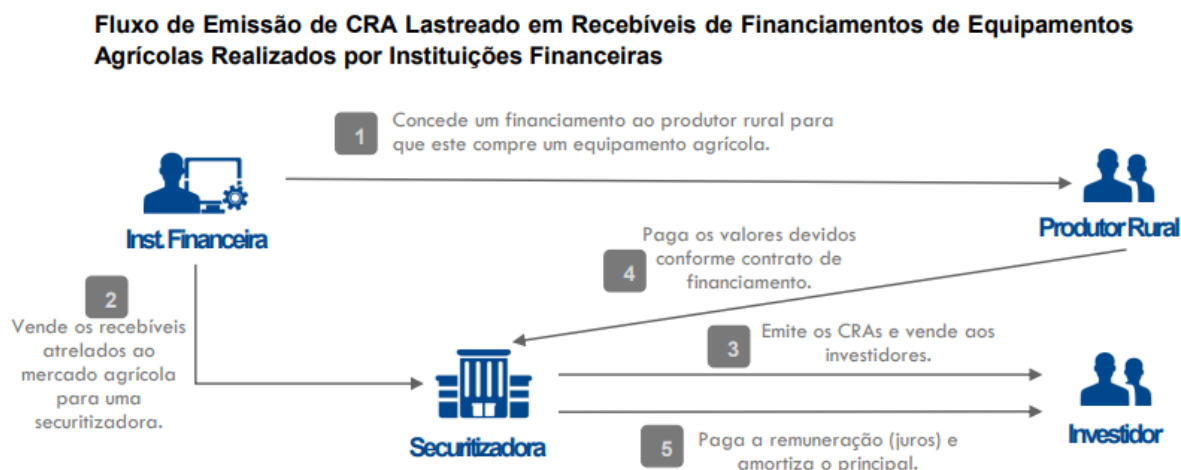 Fluxo de Emissão de CRA Lastreado em Recebíveis de Financiamentos de Equipamentos
Agrícolas Realizados por Instituições Financeiras
1
Concede um financiamento ao produtor rural para
que este compre um equipamento agrícola.
Inst. Financeira
Produtor Rural
2
Vende os recebíveis
atrelados ao
mercado agrícola
para uma
securitizadora.
4
Paga os valores devidos
conforme contrato de
financiamento.
3
Emite os CRAs e vende aos
investidores.
Securitizadora
Investidor
5
Paga a remuneração (juros) e
amortiza o principal.